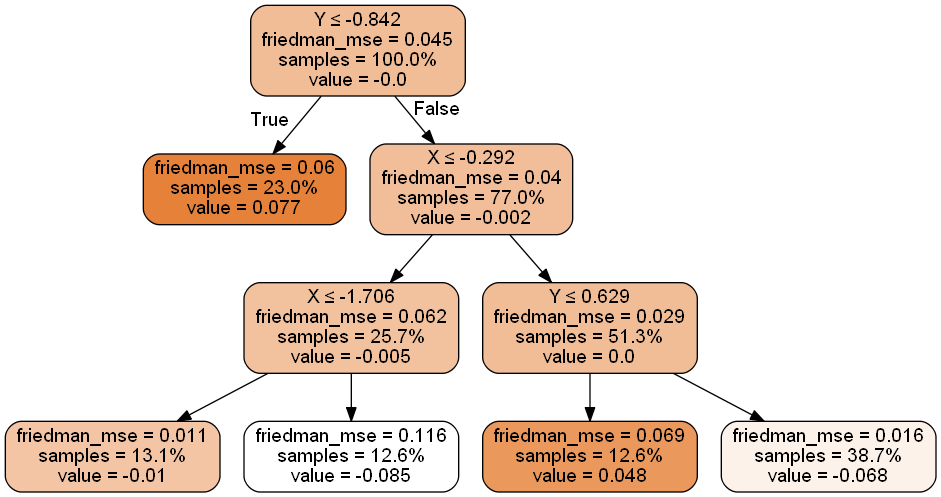 Y ≤ -0.842
friedman_mse = 0.045
samples = 100.0%
value = -0.0
True
False
friedman_mse = 0.06
samples = 23.0%
value = 0.077
X ≤ -0.292
friedman_mse = 0.04
samples = 77.0%
value = -0.002
X ≤ -1.706
friedman_mse = 0.062
samples = 25.7%
value = -0.005
Y ≤ 0.629
friedman_mse = 0.029
samples = 51.3%
value = 0.0
friedman_mse = 0.011
samples = 13.1%
value = -0.01
friedman_mse = 0.116
samples = 12.6%
value = -0.085
friedman_mse = 0.069
samples = 12.6%
value = 0.048
friedman_mse = 0.016
samples = 38.7%
value = -0.068